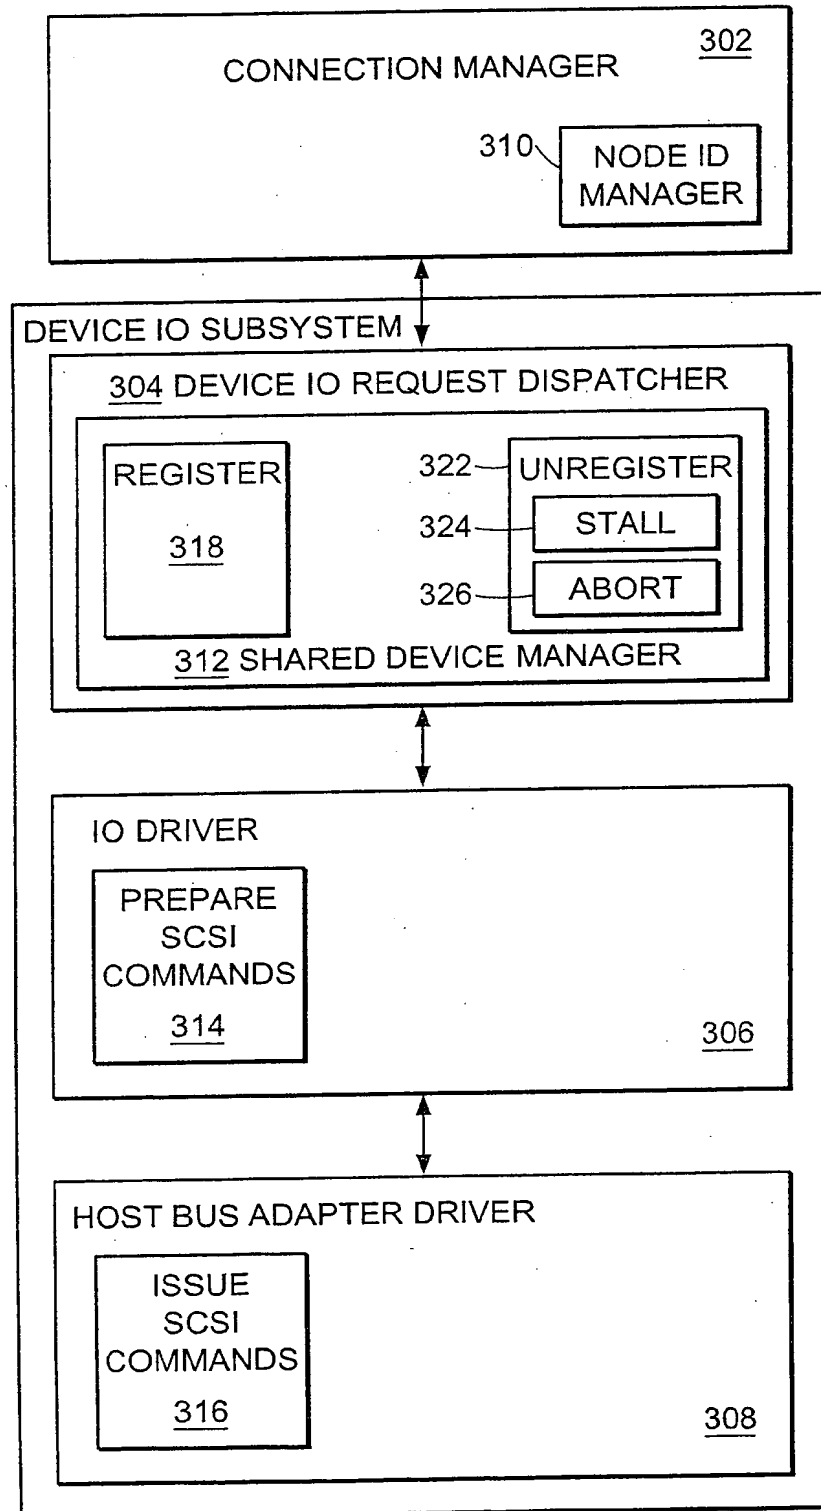 302
CONNECTION MANAGER
310
NODE ID
MANAGER
DEVICE IO SUBSYSTEM
304 DEVICE IO REQUEST DISPATCHER
REGISTER
318
322
UNREGISTER
324
STALL
326
ABORT
312 SHARED DEVICE MANAGER
IO DRIVER
PREPARE
SCSI
COMMANDS
314
306
HOST BUS ADAPTER DRIVER
ISSUE
SCSI
COMMANDS
316
308